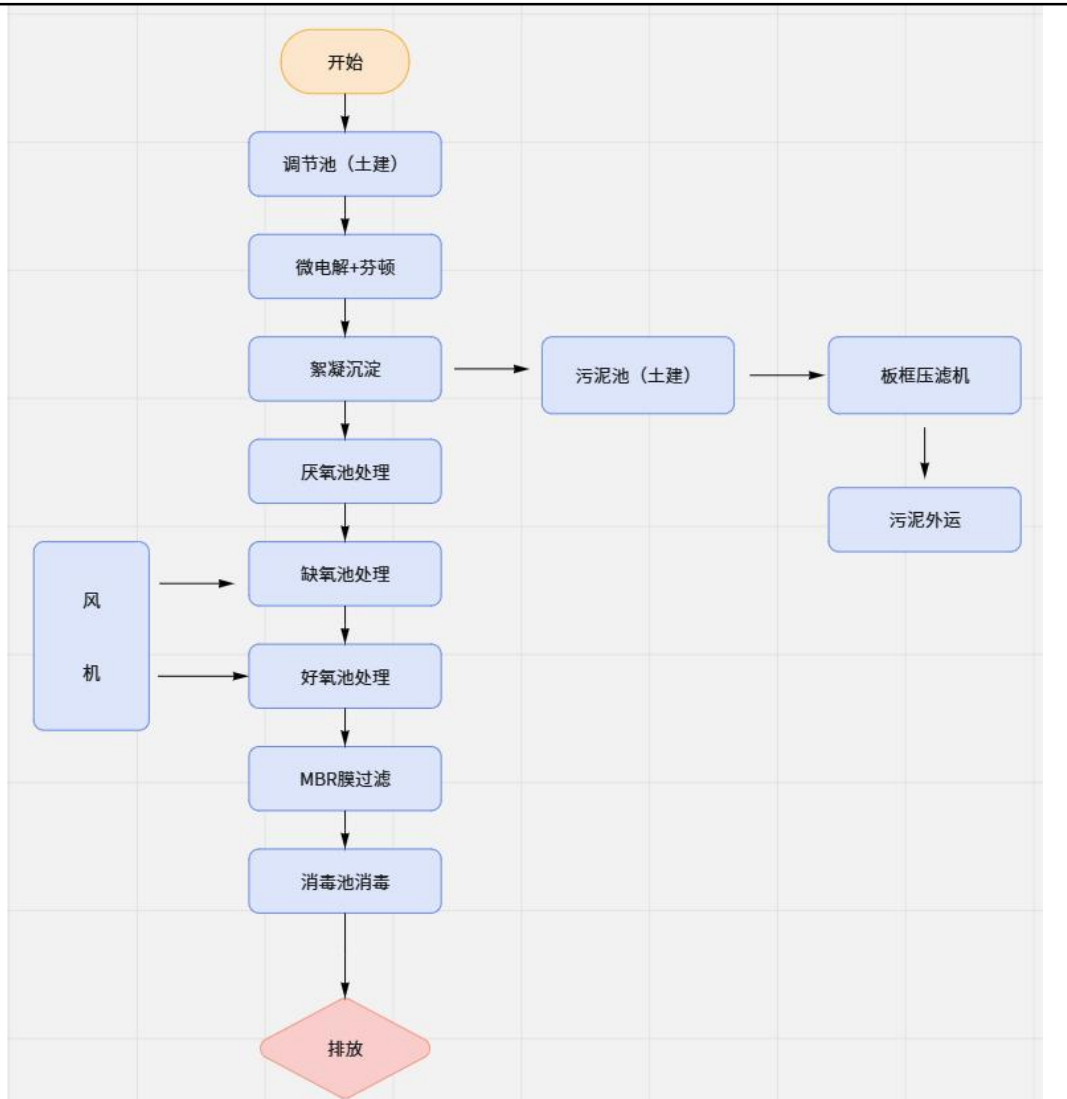 开始
调节池（土建）
微电解+芬顿
絮凝沉淀
污泥池（土建）
板框压滤机
厌氧池处理
污泥外运
缺氧池处理
风
机
好氧池处理
MBR膜过滤
消毒池消毒
排放